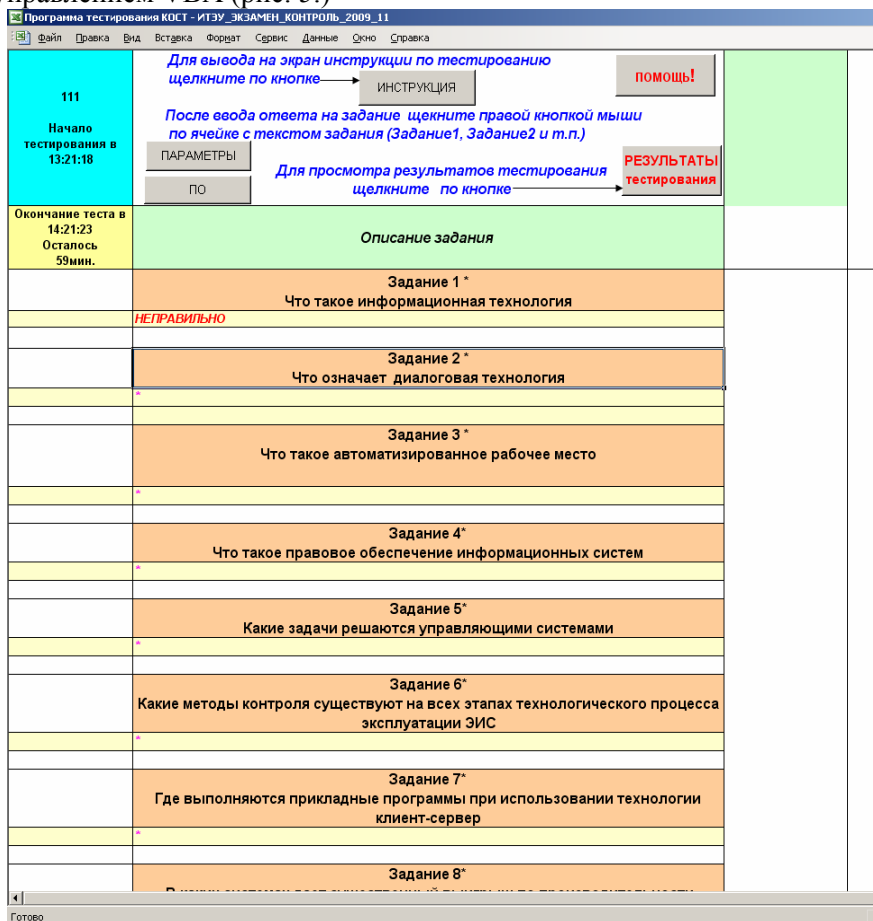 управлением VBA (рис. 5.)
Программа тестирования КОСТ - ИТЭУ_ЭКЗАМЕН_КОНТРОЛЬ_2009_11
Файл Правка Вид Вставка Формат Сервис Данные Окно Справка
111
Начало
тестирования в
13:21:18
Для вывода на экран инструкции по тестированию
щелкните по кнопке
ИНСТРУКЦИЯ
ПОМОЩЬ!
После ввода ответа на задание щекните правой кнопкой мыши
по ячейке с текстом задания (Задание1, Задание2 и т.п.)
ПАРАМЕТРЫ
ПО
Для просмотра результатов тестирования
щелкните по кнопке
РЕЗУЛЬТАТЫ
тестирования
Окончание теста в
14:21:23
Осталось
59мин.
Описание задания
Задание 1 *
Что такое информационная технология
НЕПРАВИЛЬНО
Задание 2 *
Что означает диалоговая технология
*
Задание 3 *
Что такое автоматизированное рабочее место
*
Задание 4*
Что такое правовое обеспечение информационных систем
*
Задание 5*
Какие задачи решаются управляющими системами
*
Задание 6*
Какие методы контроля существуют на всех этапах технологического процесса
эксплуатации ЭИС
*
Задание 7*
Где выполняются прикладные программы при использовании технологии
клиент-сервер
*
Задание 8*
Готово